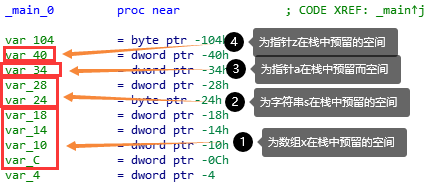 _main_0 proc near ; CODE XREF: _main↑j
var_104 = byte ptr -104h
④ 为指针z在栈中预留的空间
var_40 = dword ptr -40h
var_34 = dword ptr -34h
③ 为指针a在栈中预留而空间
var_28 = dword ptr -28h
var_24 = dword ptr -24h
② 为字符串s在栈中预留的空间
var_18 = dword ptr -18h
var_14 = dword ptr -14h
var_10 = dword ptr -10h
① 为数组x在栈中预留的空间
var_C = dword ptr -0Ch
var_4 = dword ptr -4